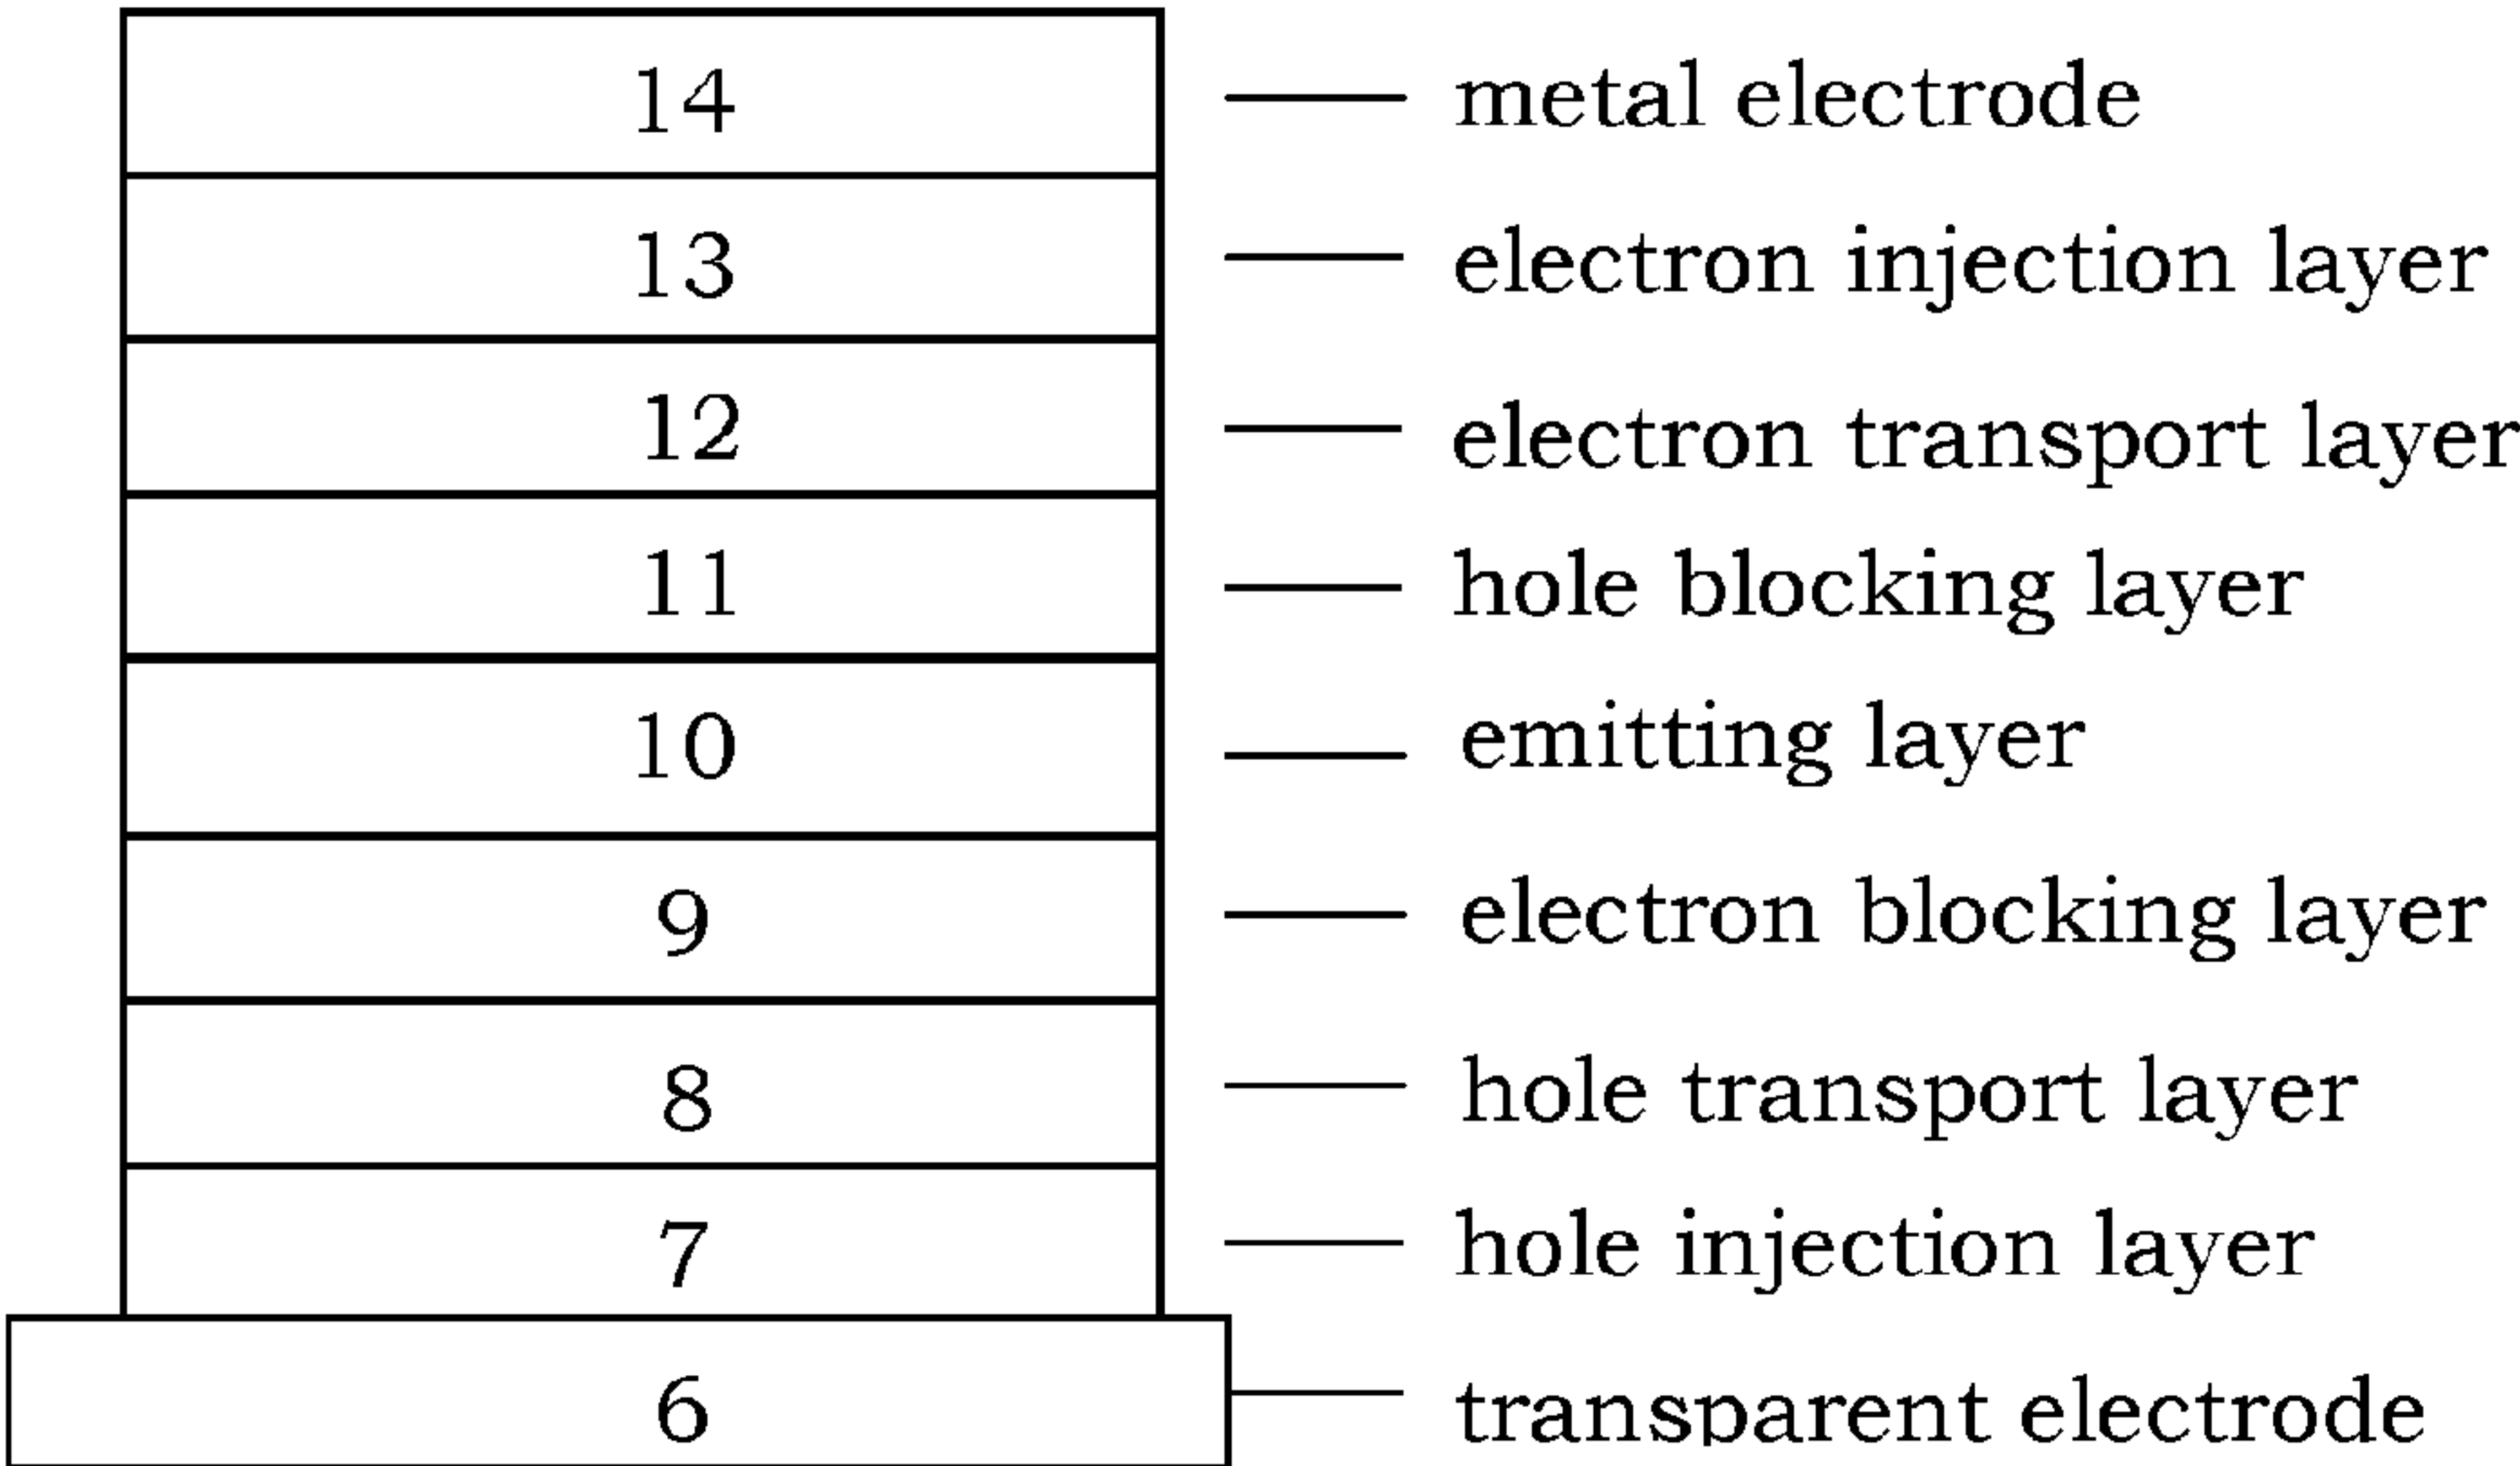 14 metal electrode
13 electron injection layer
12 electron transport layer
11 hole blocking layer
10 emitting layer
9 electron blocking layer
8 hole transport layer
7 hole injection layer
6 transparent electrode